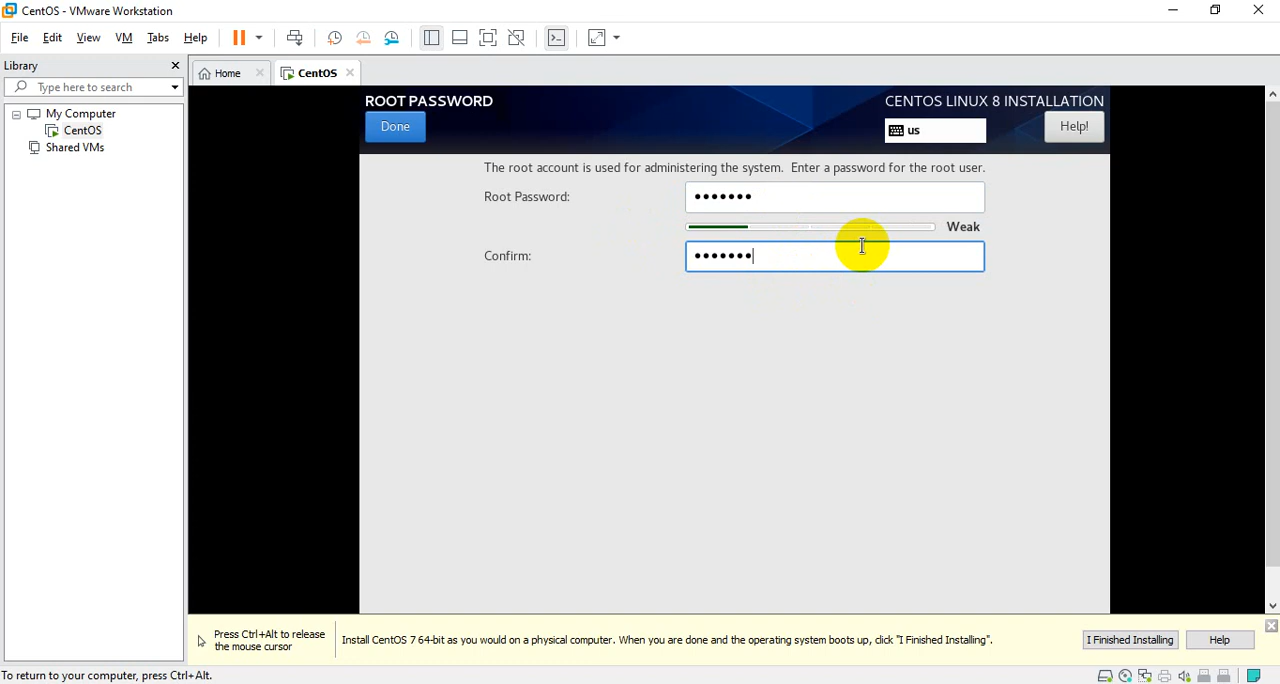 CentOS - VMware Workstation
File Edit View VM Tabs Help
Library
Type here to search
My Computer
CentOS
Shared VMs
Home
CentOS
ROOT PASSWORD
CENTOS LINUX 8 INSTALLATION
Done
us
Help!
The root account is used for administering the system. Enter a password for the root user.
Root Password: •••••••
Weak
Confirm: •••••••
Press Ctrl+Alt to release
the mouse cursor
Install CentOS 7 64-bit as you would on a physical computer. When you are done and the operating system boots up, click "I Finished Installing".
I Finished Installing
Help
To return to your computer, press Ctrl+Alt.